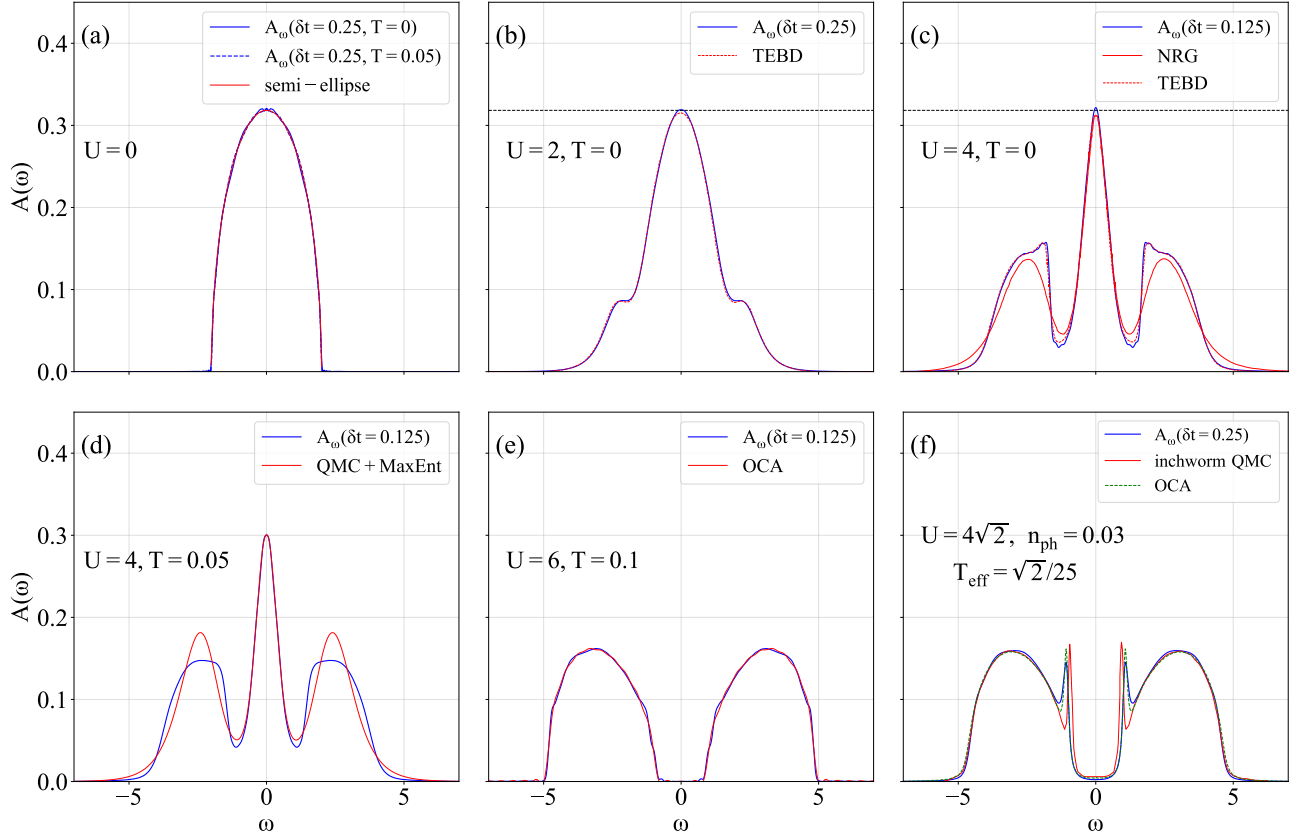 (a)
A_ω(δt = 0.25, T = 0)
A_ω(δt = 0.25, T = 0.05)
semi − ellipse
U = 0
A(ω)
0.4
0.3
0.2
0.1
0.0
−5
0
5
(b)
A_ω(δt = 0.25)
TEBD
U = 2, T = 0
(c)
A_ω(δt = 0.125)
NRG
TEBD
U = 4, T = 0
(d)
A_ω(δt = 0.125)
QMC + MaxEnt
U = 4, T = 0.05
A(ω)
0.4
0.3
0.2
0.1
0.0
−5
0
5
ω
(e)
A_ω(δt = 0.125)
OCA
U = 6, T = 0.1
−5
0
5
ω
(f)
A_ω(δt = 0.25)
inchworm QMC
OCA
U = 4√2, n_ph = 0.03
T_eff = √2/25
−5
0
5
ω